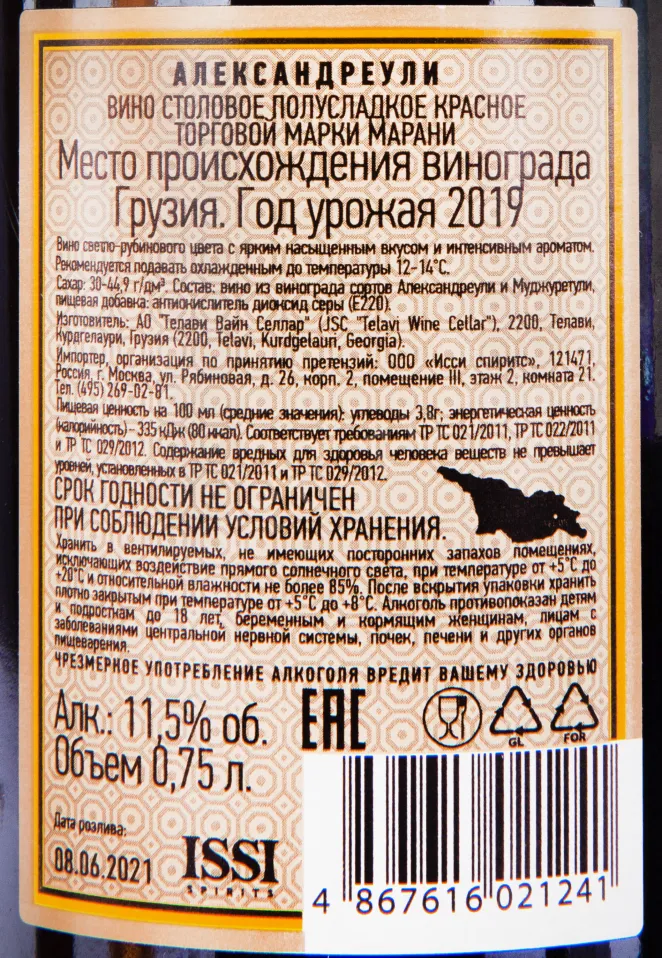 АЛЕКСАНДРЕУЛИ
ВИНО СТОЛОВОЕ ПОЛУСЛАДКОЕ КРАСНОЕ
ТОРГОВОЙ МАРКИ МАРАНИ
Место происхождения винограда
Грузия. Год урожая 2019
Вино светло-рубинового цвета с ярким насыщенным вкусом и интенсивным ароматом.
Рекомендуется подавать охлажденным до температуры 12-14°С.
Сахар: 30-44,9 г/дм³. Состав: вино из винограда сортов Александреули и Муджуретули,
пищевая добавка: антиокислитель диоксид серы (Е220).
Изготовитель: АО "Телави Вайн Селлар" (JSC "Telavi Wine Cellar"), 2200, Телави,
Курдгелаури, Грузия (2200, Telavi, Kurdgelauri, Georgia).
Импортер, организация по принятию претензий: ООО «Исси спиритс», 121471,
Россия, г. Москва, ул. Рябиновая, д. 26, корп. 2, помещение III, этаж 2, комната 21.
Тел. (495) 269-02-81.
Пищевая ценность на 100 мл (средние значения): углеводы 3,8г; энергетическая ценность
(калорийность) - 335 кДж (80 ккал). Соответствует требованиям ТР ТС 021/2011, ТР ТС 022/2011
и ТР ТС 029/2012. Содержание вредных для здоровья человека веществ не превышает
уровней, установленных в ТР ТС 021/2011 и ТР ТС 029/2012.
СРОК ГОДНОСТИ НЕ ОГРАНИЧЕН
ПРИ СОБЛЮДЕНИИ УСЛОВИЙ ХРАНЕНИЯ.
Хранить в вентилируемых, не имеющих посторонних запахов помещениях,
исключающих воздействие прямого солнечного света, при температуре от +5°С до
+20°С и относительной влажности не более 85%. После вскрытия упаковки хранить
плотно закрытым при температуре от +5°С до +8°С. Алкоголь противопоказан детям
и подросткам до 18 лет, беременным и кормящим женщинам, лицам с
заболеваниями центральной нервной системы, почек, печени и других органов
пищеварения.
ЧРЕЗМЕРНОЕ УПОТРЕБЛЕНИЕ АЛКОГОЛЯ ВРЕДИТ ВАШЕМУ ЗДОРОВЬЮ
Алк.: 11,5% об.
Объем 0,75 л.
EAC
GL
FOR
Дата розлива:
08.06.2021
ISSI
SPIRITS
4 867616 021241